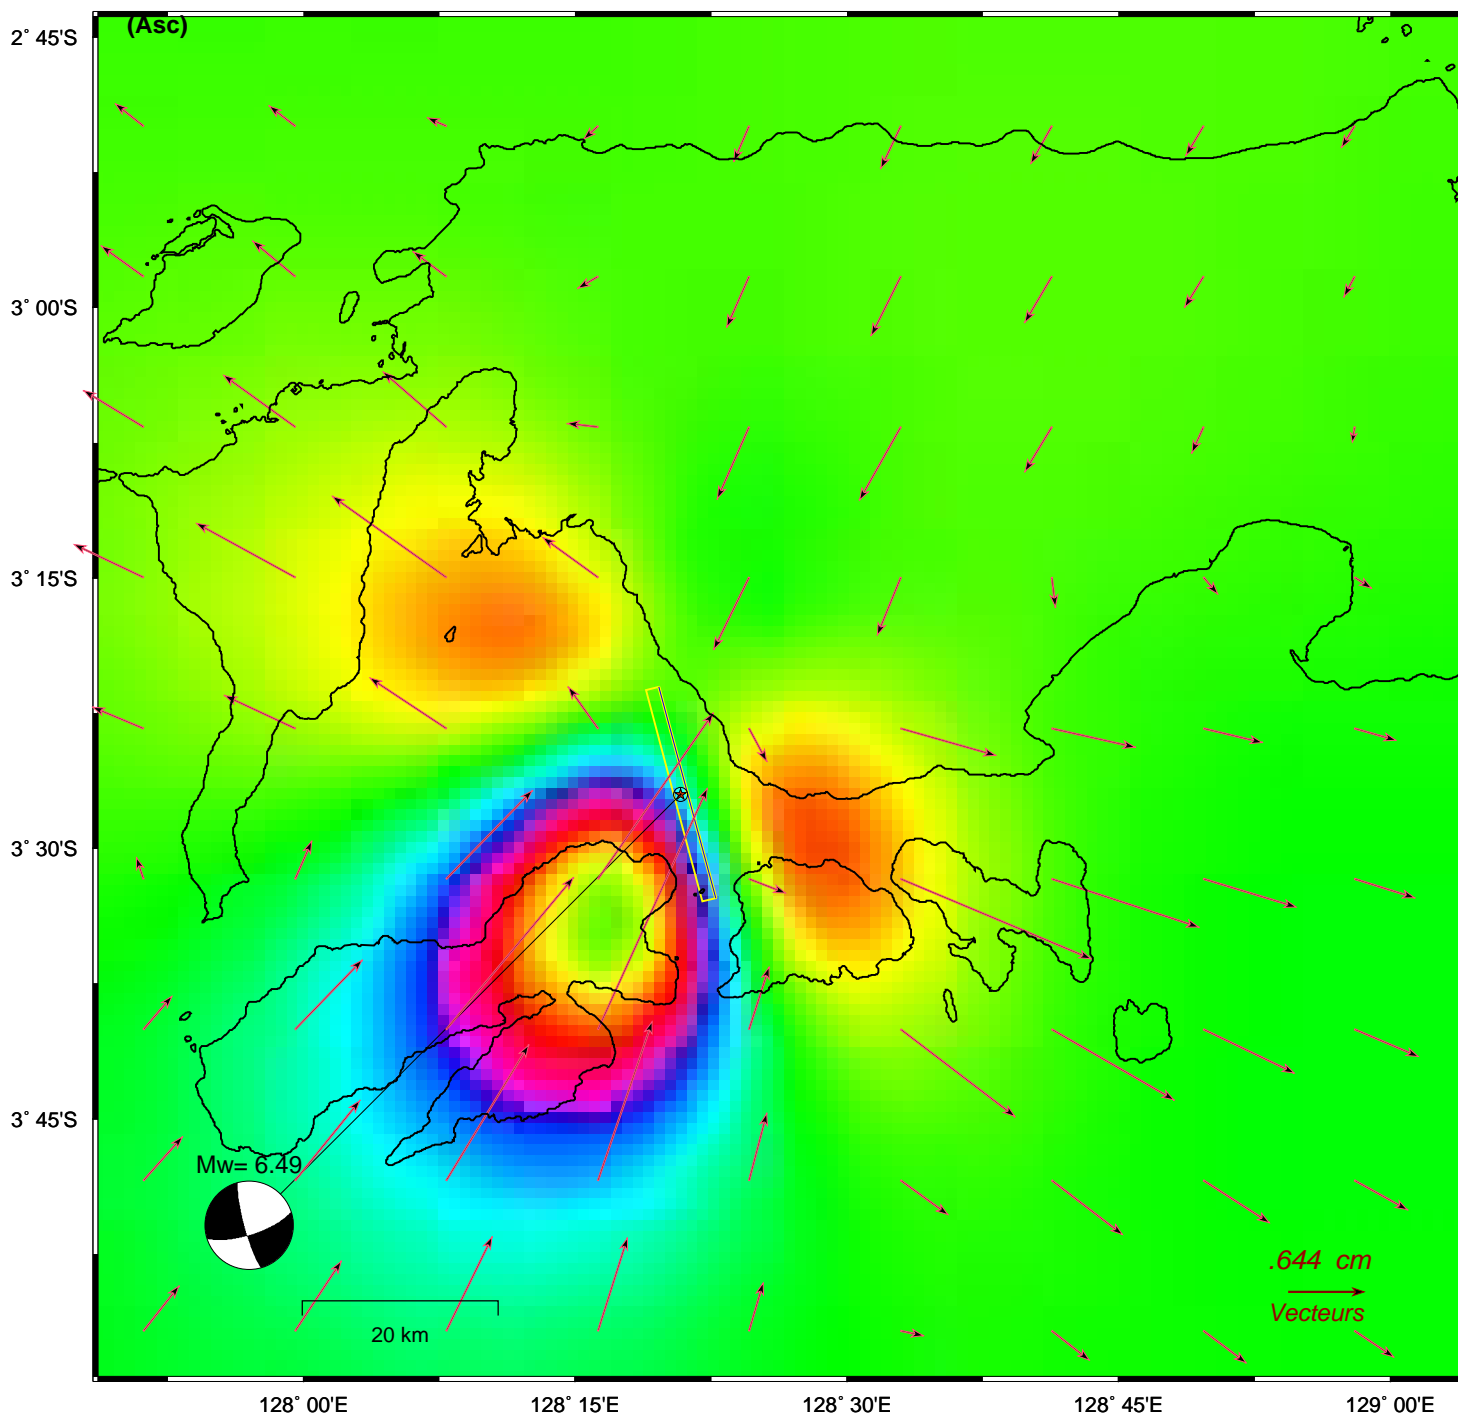 (Asc)
2° 45'S
3° 00'S
3° 15'S
3° 30'S
3° 45'S
Mw= 6.49
.644 cm
Vecteurs
20 km
128° 00'E 128° 15'E 128° 30'E 128° 45'E 129° 00'E